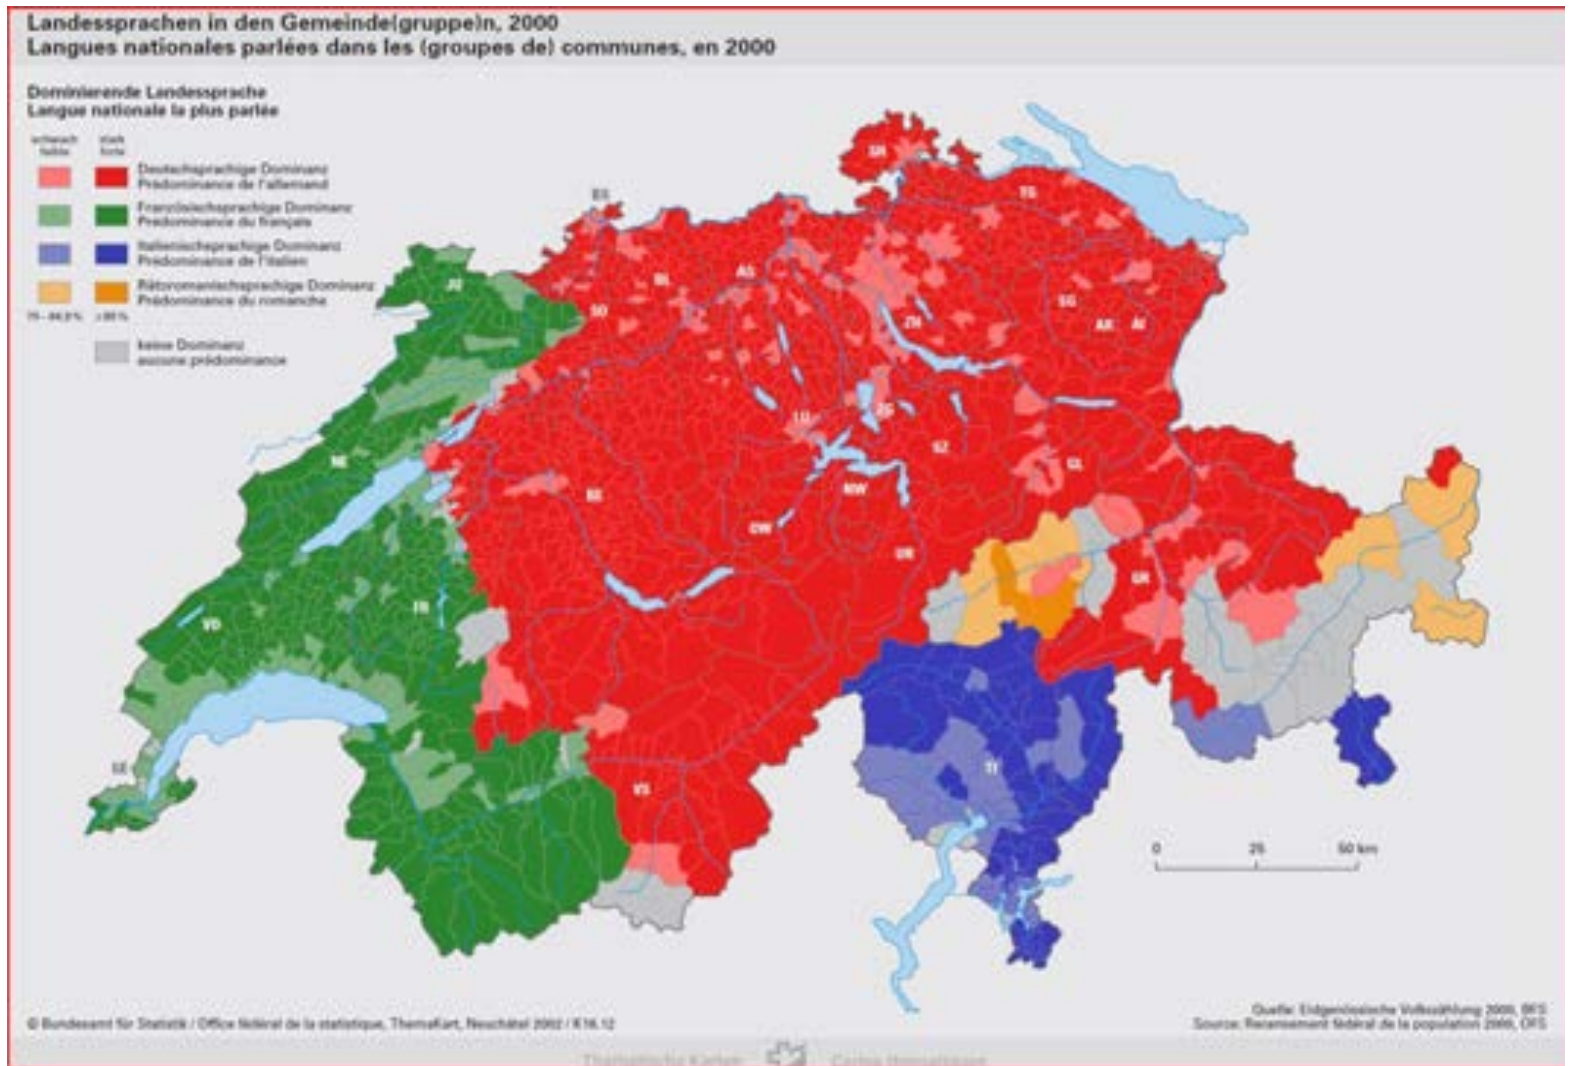 Landessprachen in den Gemeinde(gruppe)n, 2000
Langues nationales parlées dans les (groupes de) communes, en 2000
Dominierende Landessprache
Langue nationale la plus parlée
schwach stark
faible forte
Deutschsprachige Dominanz
Prédominance de l'allemand
Französischsprachige Dominanz
Prédominance du français
Italienischsprachige Dominanz
Prédominance de l'italien
Rätoromanischsprachige Dominanz
Prédominance du romanche
keine Dominanz
aucune prédominance
SH
TG
BS
JU
BL
AG
SO
ZH
SG
AR
AI
LU
ZG
SZ
GL
NE
BE
NW
OW
UR
GR
FR
VD
GE
VS
TI
0 25 50 km
© Bundesamt für Statistik / Office fédéral de la statistique, ThemaKart, Neuchâtel 2002 / K16.12
Quelle: Eidgenössische Volkszählung 2000, BFS
Source: Recensement fédéral de la population 2000, OFS